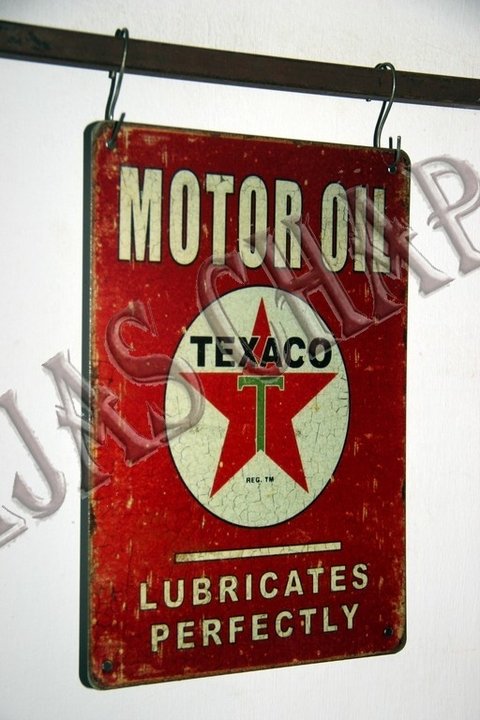 MOTOR OIL
TEXACO
T
REG. TM
LUBRICATES
PERFECTLY